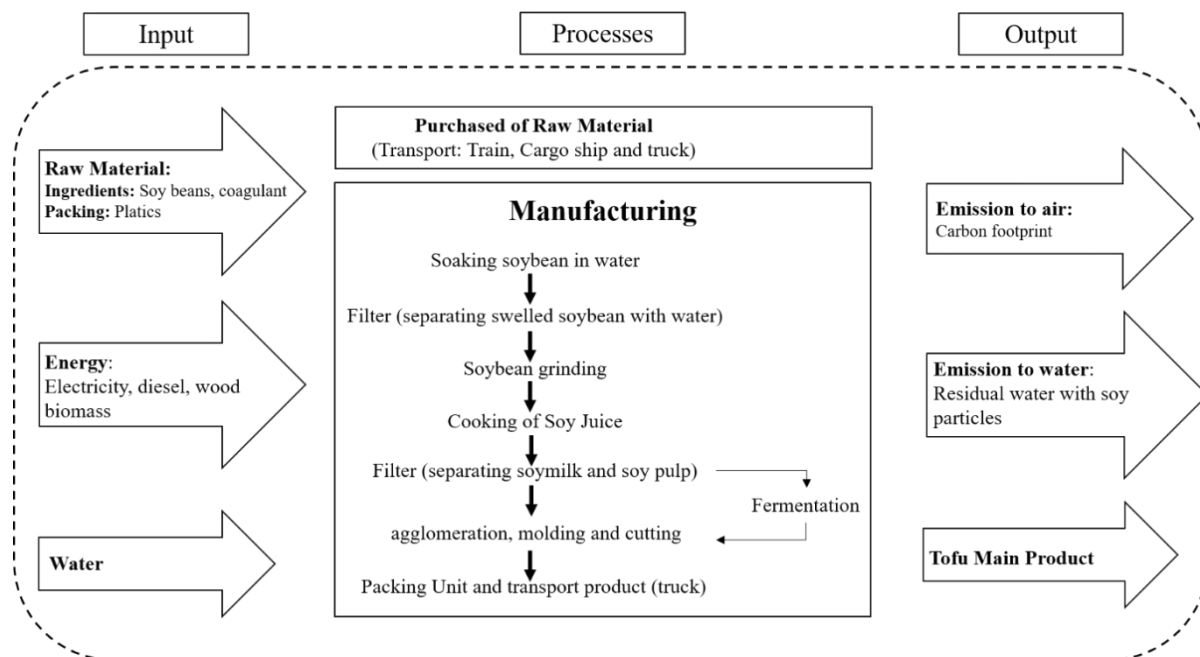 Input
Processes
Output
Purchased of Raw Material
(Transport: Train, Cargo ship and truck)
Raw Material:
Ingredients: Soy beans, coagulant
Packing: Platics
Energy:
Electricity, diesel, wood
biomass
Water
Manufacturing
Soaking soybean in water
Filter (separating swelled soybean with water)
Soybean grinding
Cooking of Soy Juice
Filter (separating soymilk and soy pulp)
Fermentation
agglomeration, molding and cutting
Packing Unit and transport product (truck)
Emission to air:
Carbon footprint
Emission to water:
Residual water with soy
particles
Tofu Main Product